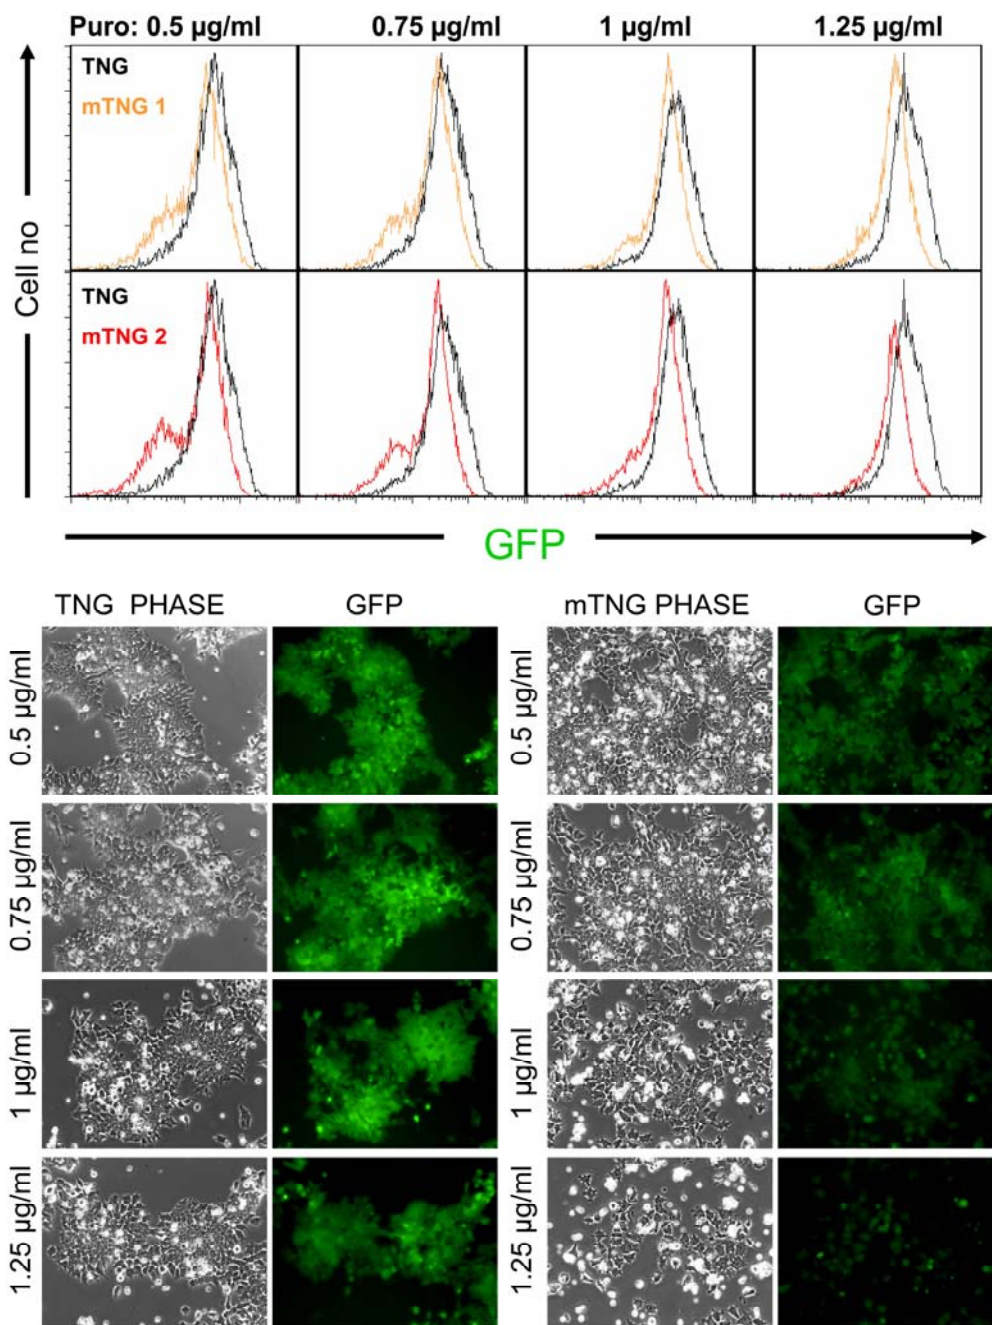 Puro: 0.5 µg/ml 0.75 µg/ml 1 µg/ml 1.25 µg/ml
TNG
mTNG 1
TNG
mTNG 2
Cell no
GFP
TNG PHASE GFP mTNG PHASE GFP
0.5 µg/ml 0.5 µg/ml
0.75 µg/ml 0.75 µg/ml
1 µg/ml 1 µg/ml
1.25 µg/ml 1.25 µg/ml